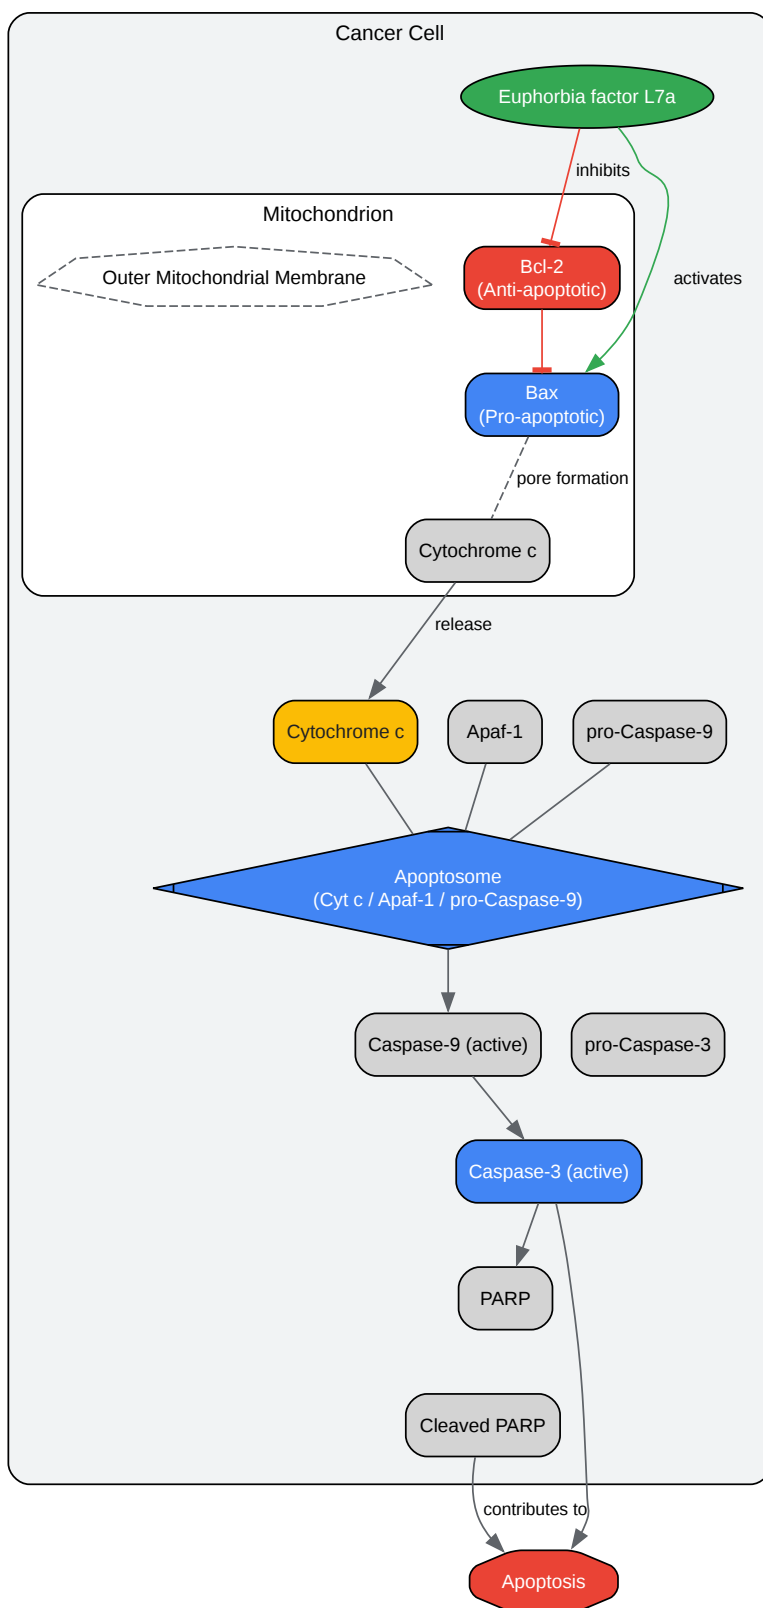 Cancer Cell
Euphorbia factor L7a
inhibits
Mitochondrion
Outer Mitochondrial Membrane
Bcl-2
(Anti-apoptotic)
activates
Bax
(Pro-apoptotic)
pore formation
Cytochrome c
release
Cytochrome c
Apaf-1
pro-Caspase-9
Apoptosome
(Cyt c / Apaf-1 / pro-Caspase-9)
Caspase-9 (active)
pro-Caspase-3
Caspase-3 (active)
PARP
Cleaved PARP
contributes to
Apoptosis